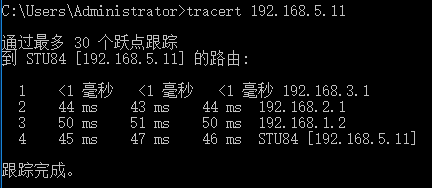 C:\Users\Administrator>tracert 192.168.5.11
通过最多 30 个跃点跟踪
到 STU84 [192.168.5.11] 的路由:
1 <1 毫秒 <1 毫秒 <1 毫秒 192.168.3.1
2 44 ms 43 ms 44 ms 192.168.2.1
3 50 ms 51 ms 50 ms 192.168.1.2
4 45 ms 47 ms 46 ms STU84 [192.168.5.11]
跟踪完成。